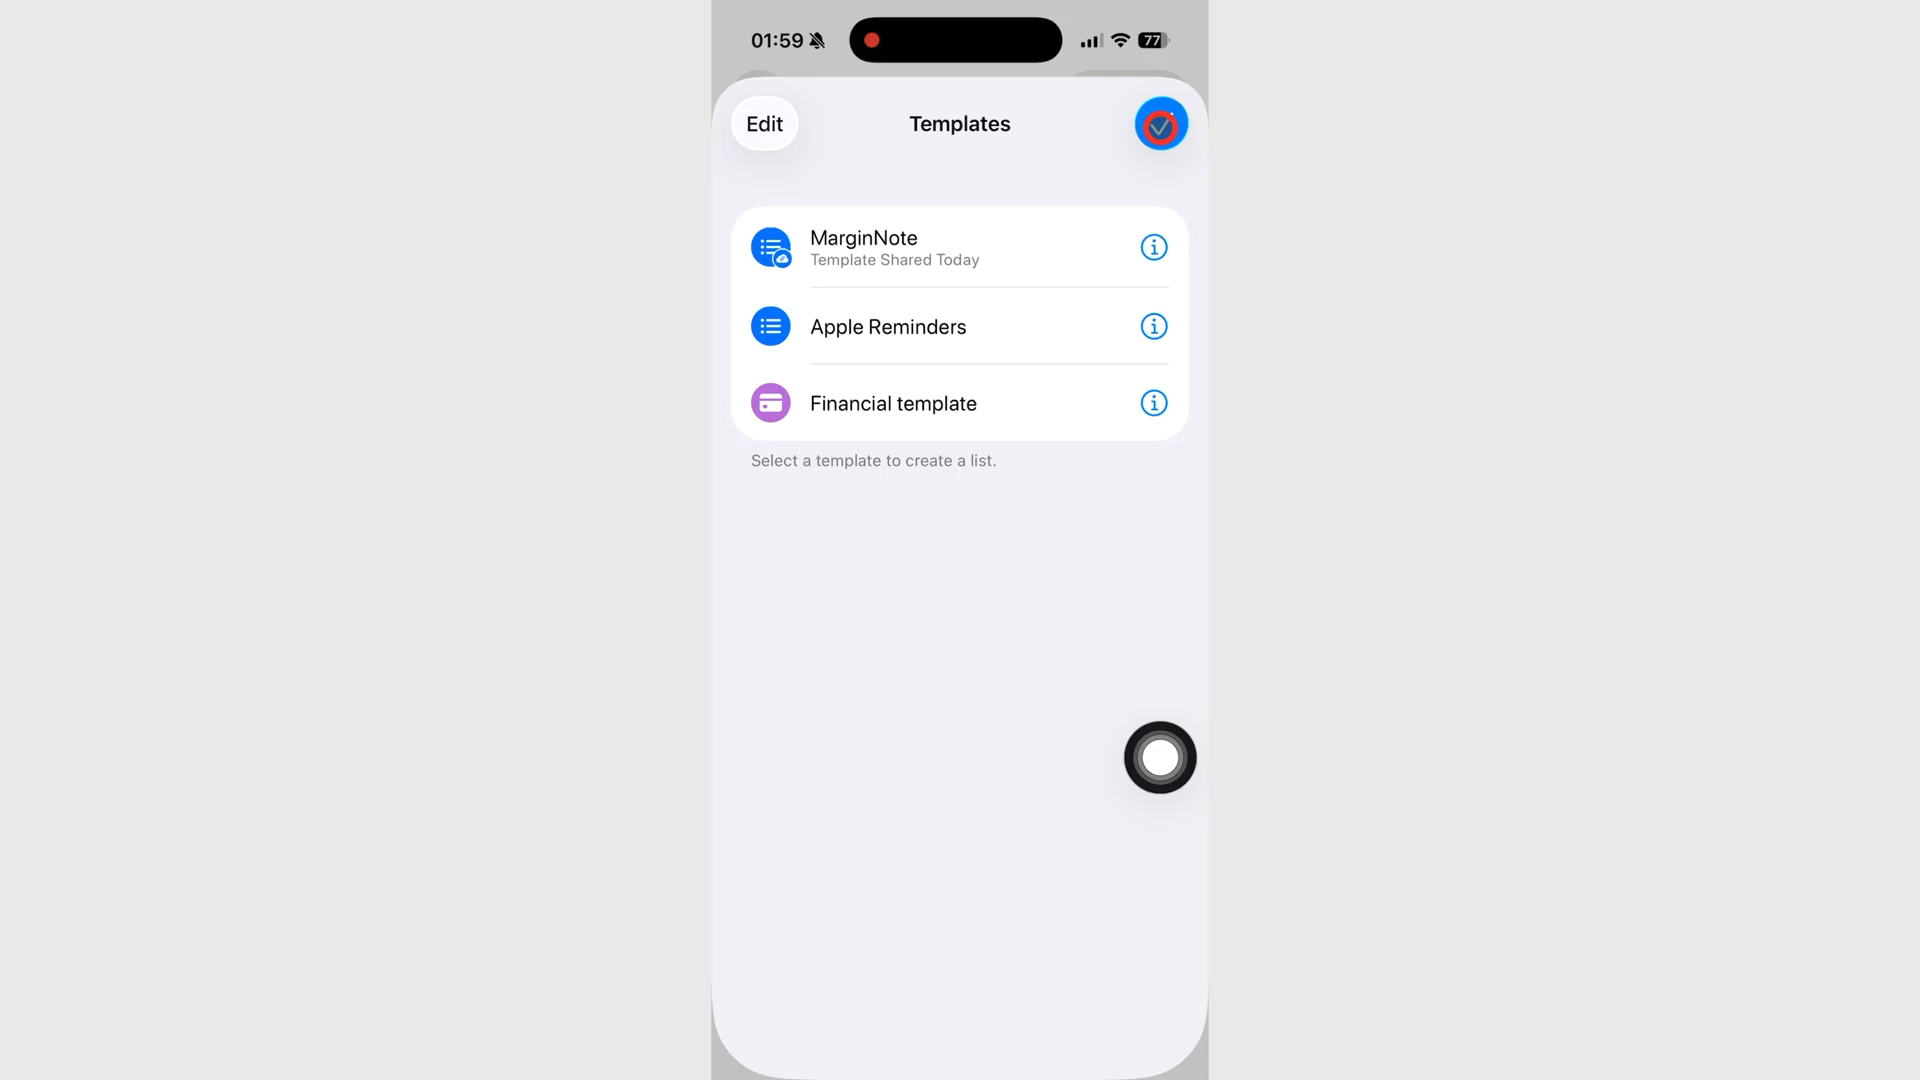 01:59
77
Edit
Templates
MarginNote
Template Shared Today
Apple Reminders
Financial template
Select a template to create a list.